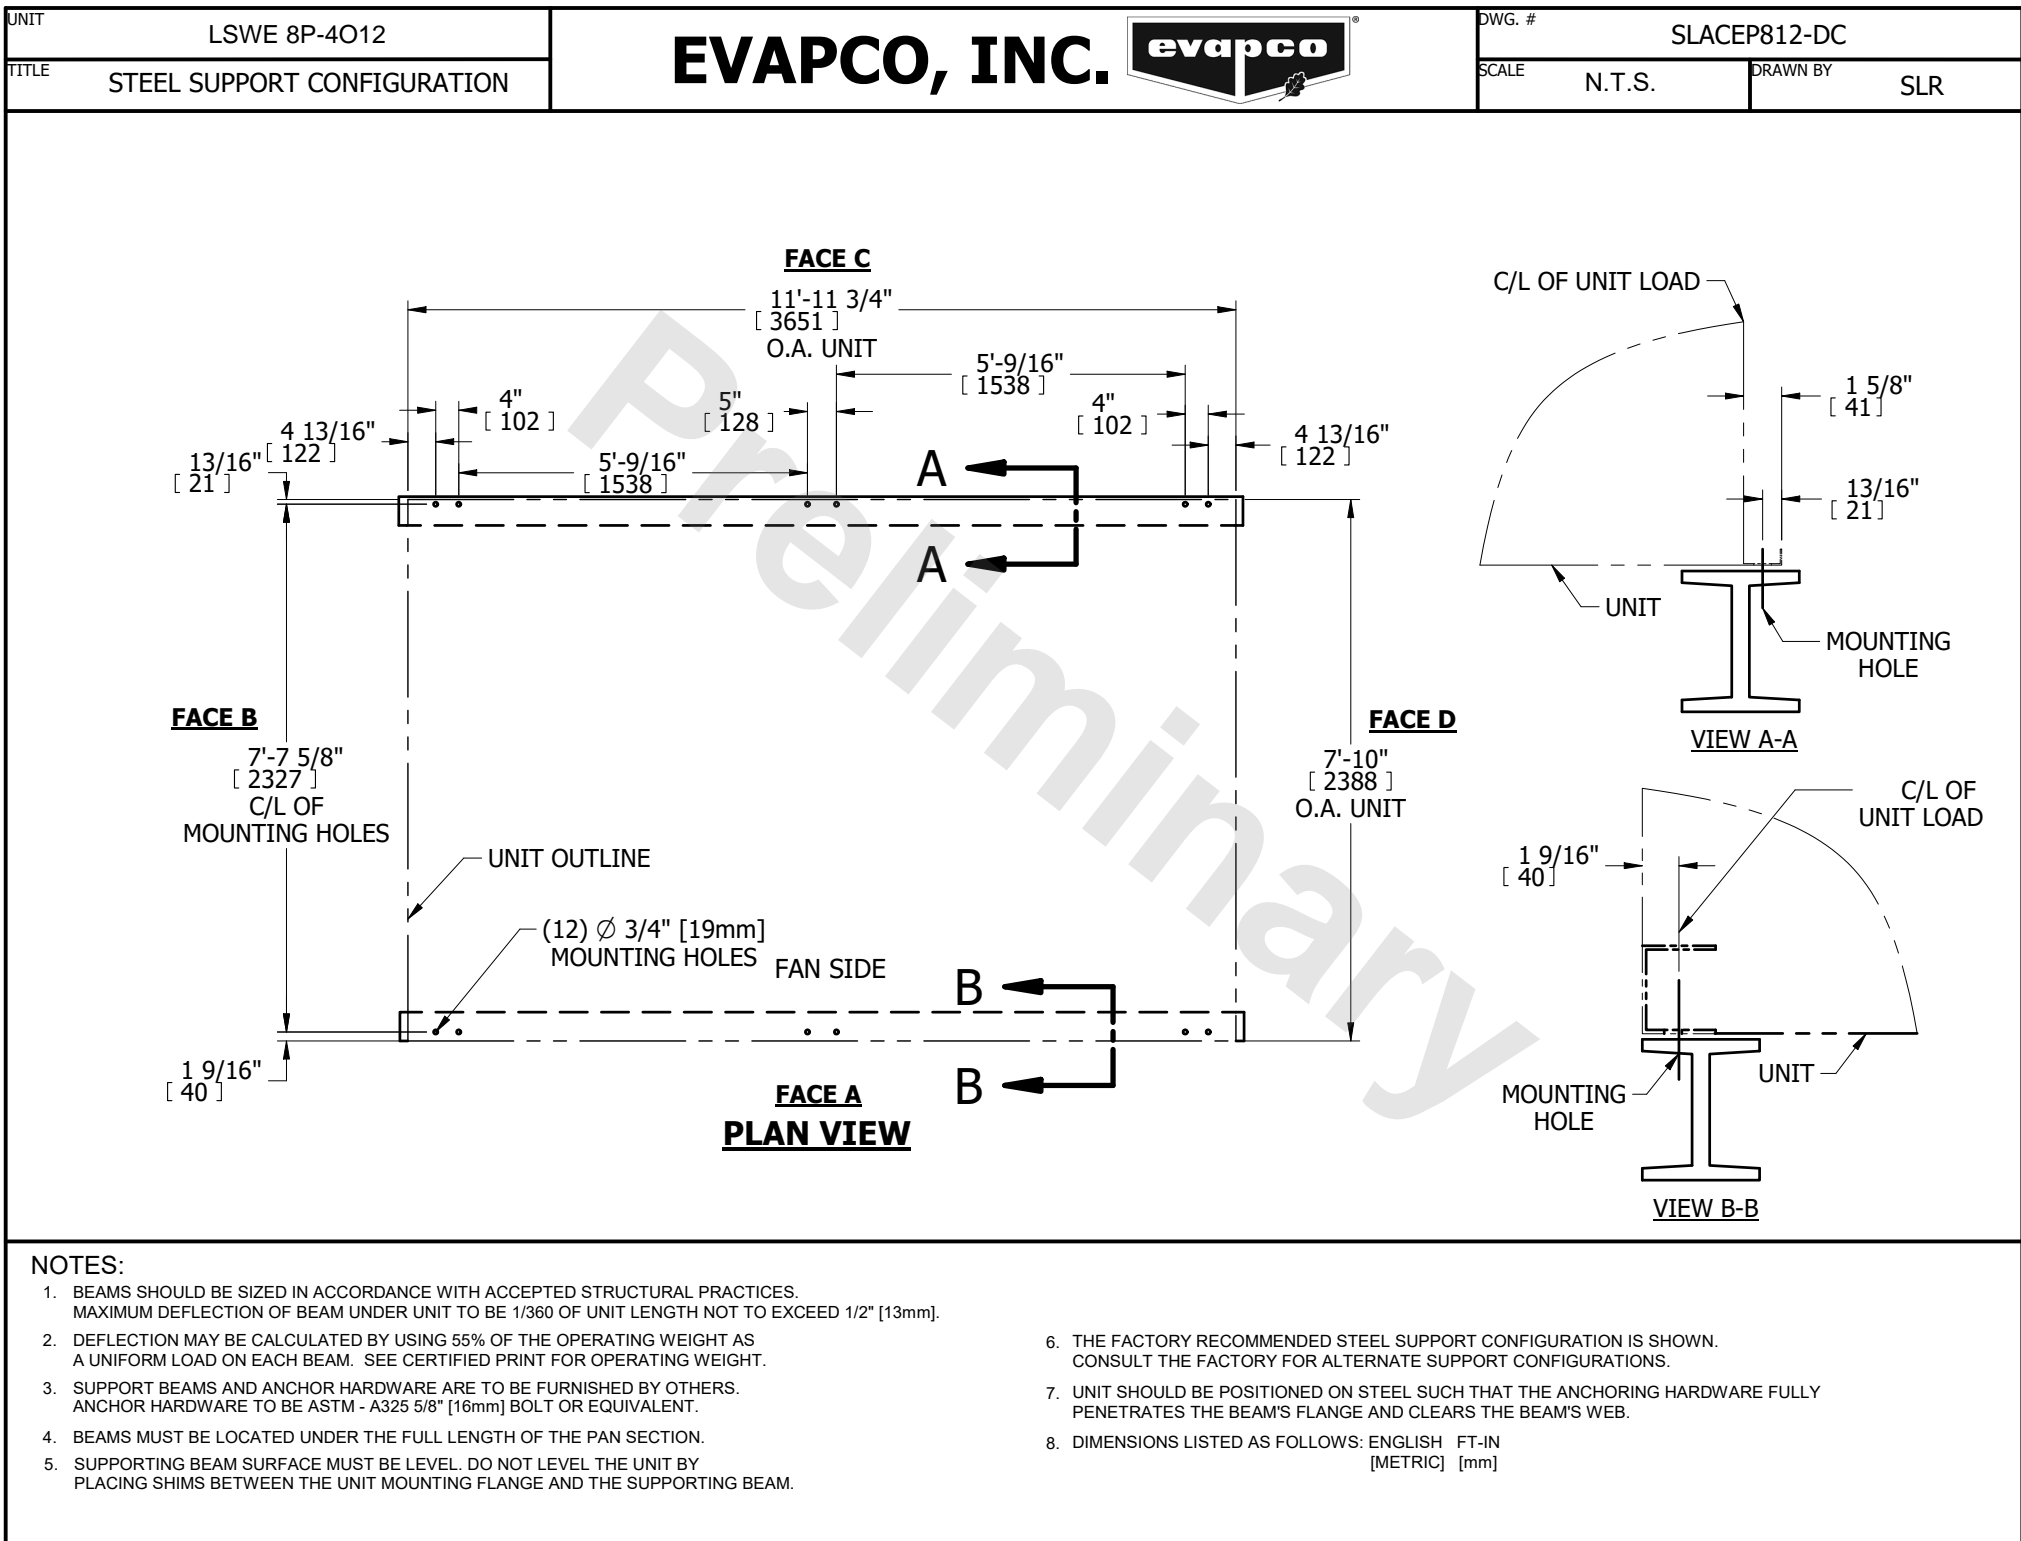 UNIT
LSWE 8P-4O12
TITLE
STEEL SUPPORT CONFIGURATION
EVAPCO, INC.
evapco
®
DWG. #
SLACEP812-DC
SCALE
N.T.S.
DRAWN BY
SLR
FACE C
11'-11 3/4"
[ 3651 ]
O.A. UNIT
5'-9/16"
[ 1538 ]
4"
[ 102 ]
5"
[ 128 ]
4"
[ 102 ]
4 13/16"
[ 122 ]
4 13/16"
[ 122 ]
13/16"
[ 21 ]
5'-9/16"
[ 1538 ]
A
A
FACE B
7'-7 5/8"
[ 2327 ]
C/L OF
MOUNTING HOLES
FACE D
7'-10"
[ 2388 ]
O.A. UNIT
UNIT OUTLINE
(12) Ø 3/4" [19mm]
MOUNTING HOLES
FAN SIDE
B
B
1 9/16"
[ 40 ]
FACE A
PLAN VIEW
Preliminary
C/L OF UNIT LOAD
1 5/8"
[ 41 ]
13/16"
[ 21 ]
UNIT
MOUNTING
HOLE
VIEW A-A
C/L OF
UNIT LOAD
1 9/16"
[ 40 ]
UNIT
MOUNTING
HOLE
VIEW B-B
NOTES:
1. BEAMS SHOULD BE SIZED IN ACCORDANCE WITH ACCEPTED STRUCTURAL PRACTICES.
MAXIMUM DEFLECTION OF BEAM UNDER UNIT TO BE 1/360 OF UNIT LENGTH NOT TO EXCEED 1/2" [13mm].
2. DEFLECTION MAY BE CALCULATED BY USING 55% OF THE OPERATING WEIGHT AS
A UNIFORM LOAD ON EACH BEAM. SEE CERTIFIED PRINT FOR OPERATING WEIGHT.
3. SUPPORT BEAMS AND ANCHOR HARDWARE ARE TO BE FURNISHED BY OTHERS.
ANCHOR HARDWARE TO BE ASTM - A325 5/8" [16mm] BOLT OR EQUIVALENT.
4. BEAMS MUST BE LOCATED UNDER THE FULL LENGTH OF THE PAN SECTION.
5. SUPPORTING BEAM SURFACE MUST BE LEVEL. DO NOT LEVEL THE UNIT BY
PLACING SHIMS BETWEEN THE UNIT MOUNTING FLANGE AND THE SUPPORTING BEAM.
6. THE FACTORY RECOMMENDED STEEL SUPPORT CONFIGURATION IS SHOWN.
CONSULT THE FACTORY FOR ALTERNATE SUPPORT CONFIGURATIONS.
7. UNIT SHOULD BE POSITIONED ON STEEL SUCH THAT THE ANCHORING HARDWARE FULLY
PENETRATES THE BEAM'S FLANGE AND CLEARS THE BEAM'S WEB.
8. DIMENSIONS LISTED AS FOLLOWS: ENGLISH FT-IN
[METRIC] [mm]